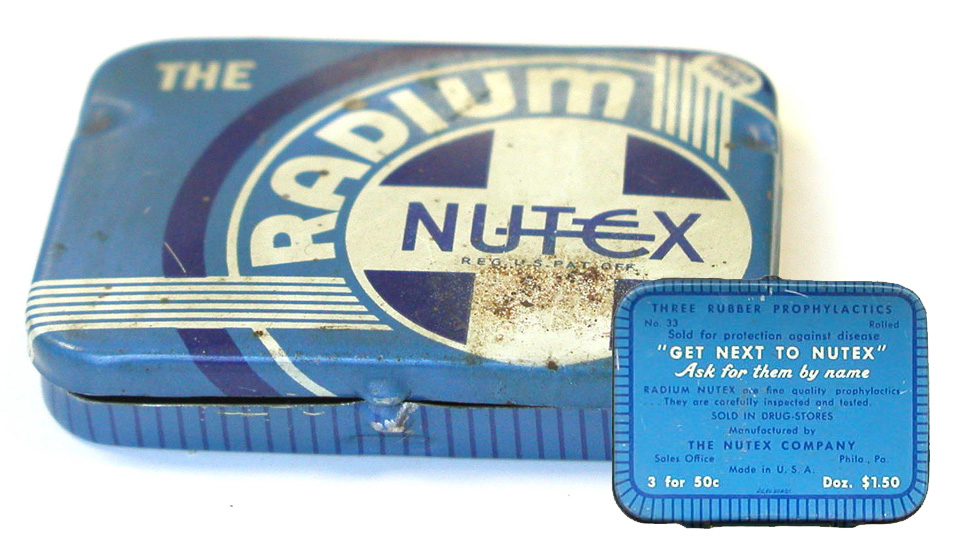 THE
RADIUM
NUTEX
REG. U.S. PAT. OFF.
THREE RUBBER PROPHYLACTICS
No. 33 Rolled
Sold for protection against disease
"GET NEXT TO NUTEX"
Ask for them by name
RADIUM NUTEX are fine quality prophylactics
They are carefully inspected and tested.
SOLD IN DRUG-STORES
Manufactured by
THE NUTEX COMPANY
Sales Office Phila., Pa.
Made in U. S. A.
3 for 50c Doz. $1.50